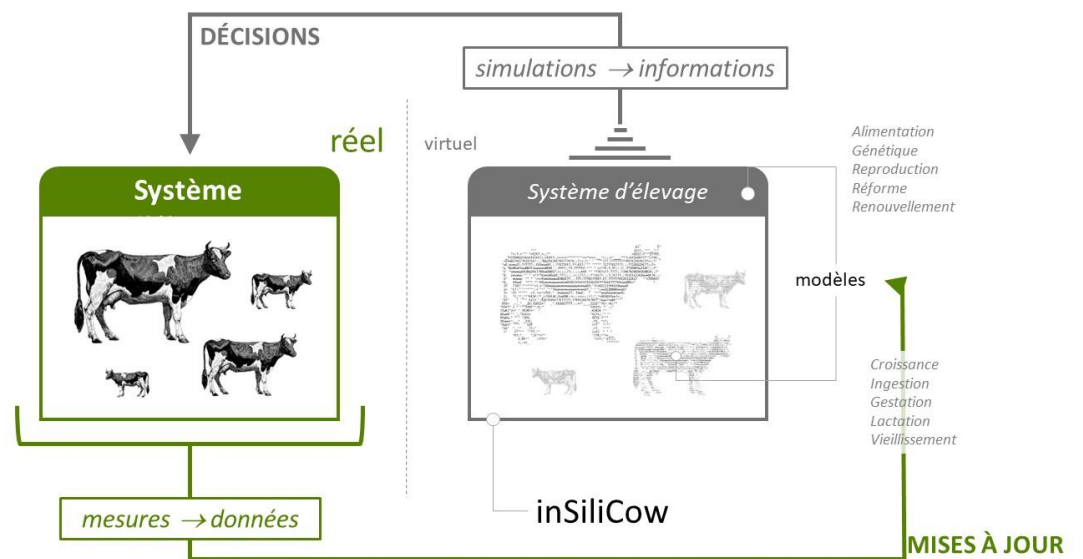 DÉCISIONS
simulations → informations
réel
virtuel
Système
Système d'élevage
Alimentation
Génétique
Reproduction
Réforme
Renouvellement
modèles
Croissance
Ingestion
Gestation
Lactation
Vieillissement
inSiliCow
mesures → données
MISES À JOUR